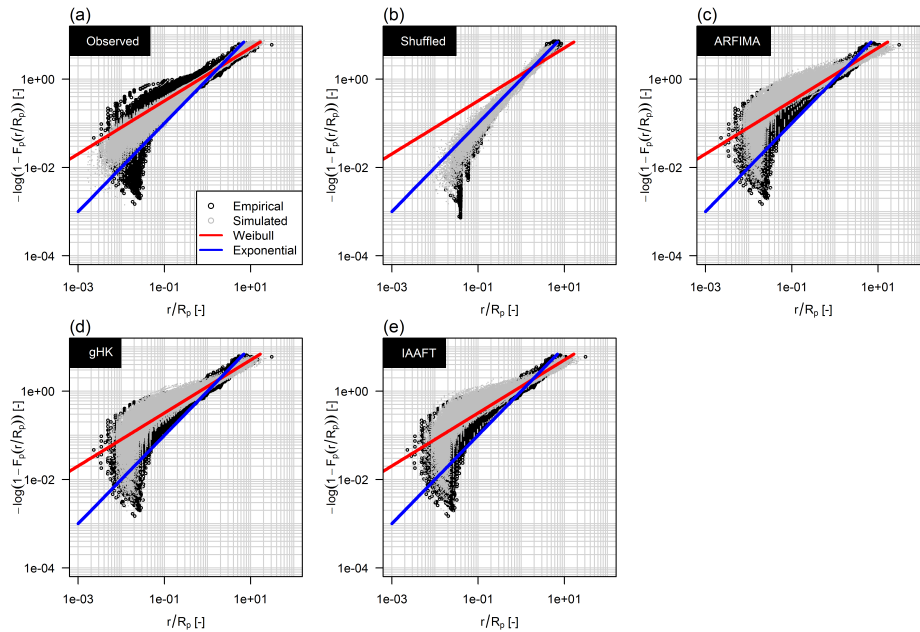 (a)
(b)
(c)
Observed
Shuffled
ARFIMA
1e+00
1e-02
1e-04
−log(1 − Fp(r/Rp)) [-]
Empirical
Simulated
Weibull
Exponential
1e-03
1e-01
1e+01
r/Rp [-]
1e+00
1e-02
1e-04
−log(1 − Fp(r/Rp)) [-]
1e-03
1e-01
1e+01
r/Rp [-]
1e+00
1e-02
1e-04
−log(1 − Fp(r/Rp)) [-]
1e-03
1e-01
1e+01
r/Rp [-]
(d)
(e)
gHK
IAAFT
1e+00
1e-02
1e-04
−log(1 − Fp(r/Rp)) [-]
1e-03
1e-01
1e+01
r/Rp [-]
1e+00
1e-02
1e-04
−log(1 − Fp(r/Rp)) [-]
1e-03
1e-01
1e+01
r/Rp [-]